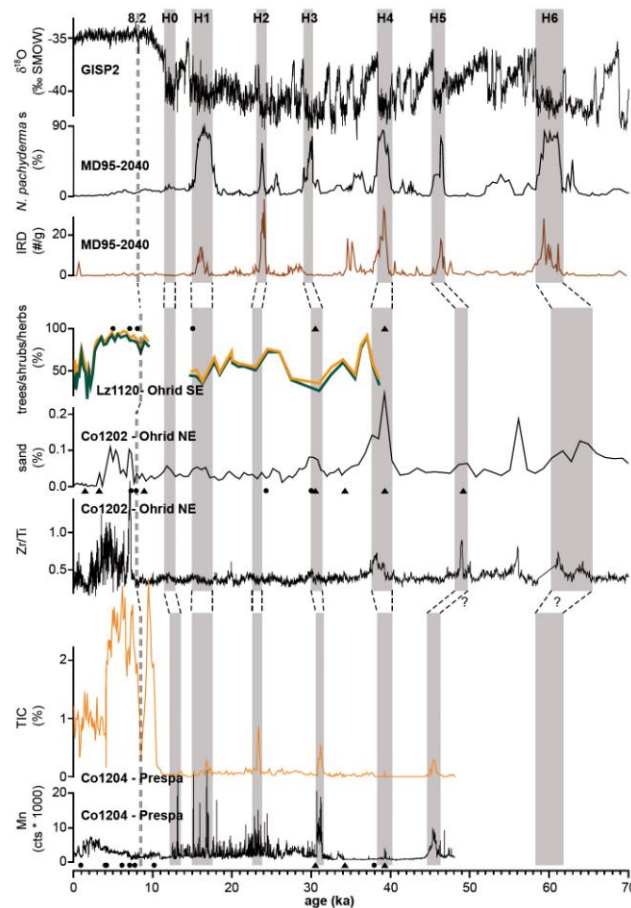 8.2 H0 H1 H2 H3 H4 H5 H6
δ¹⁸O
(‰ SMOW)
-35
-40
GISP2
N. pachyderma s
(%)
90
0
MD95-2040
IRD
(#/g)
20
0
MD95-2040
trees/shrubs/herbs
(%)
100
50
0
Lz1120- Ohrid SE
sand
(%)
0.2
0.1
0.0
Co1202 - Ohrid NE
Co1202 – Ohrid NE
Zr/Ti
1.0
0.5
? ?
TIC
(%)
2
1
0
Co1204 - Prespa
Mn
(cts * 1000)
20
10
0
Co1204 - Prespa
0 10 20 30 40 50 60 70
age (ka)